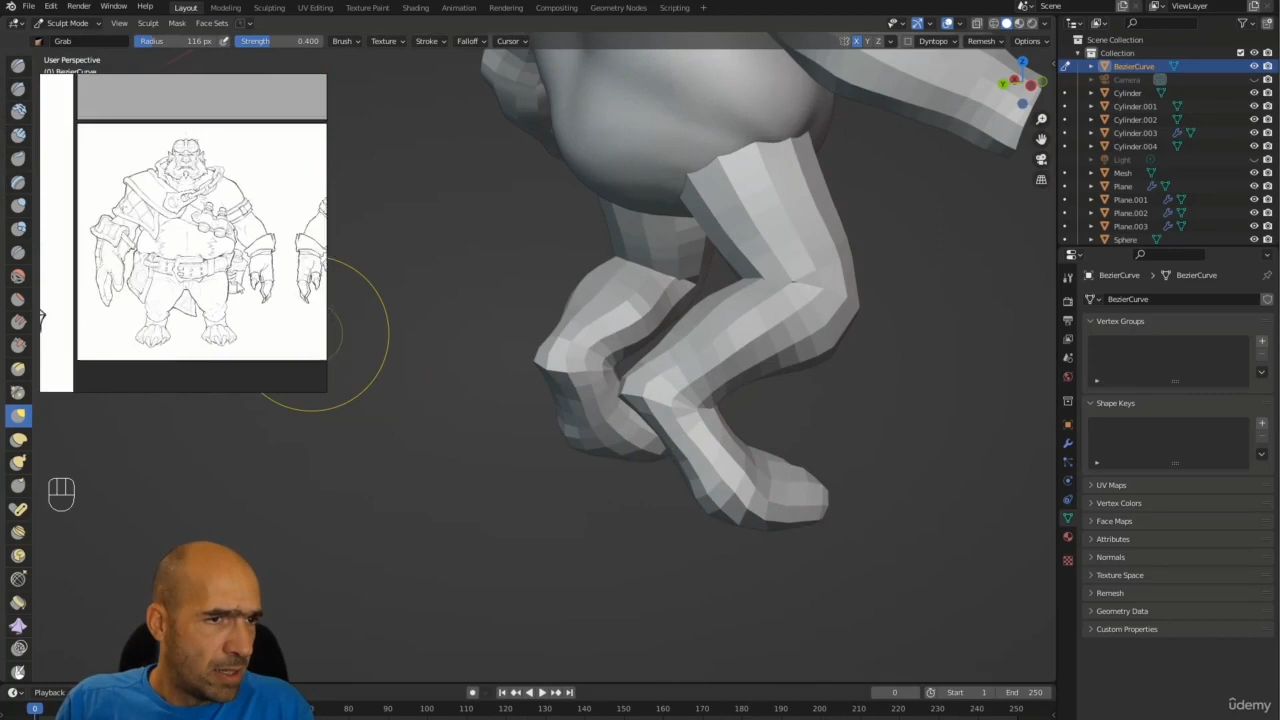 File Edit Render Window Help
Layout Modeling Sculpting UV Editing Texture Paint Shading Animation Rendering Compositing Geometry Nodes Scripting +
Scene
ViewLayer
Sculpt Mode View Sculpt Mask Face Sets
Grab
Radius 116 px
Strength 0.400
Brush Texture Stroke Falloff Cursor
X Y Z
Dyntopo Remesh Options
User Perspective
(0) BezierCurve
Scene Collection
Collection
BezierCurve
Camera
Cylinder
Cylinder.001
Cylinder.002
Cylinder.003
Cylinder.004
Light
Mesh
Plane
Plane.001
Plane.002
Plane.003
Sphere
BezierCurve > BezierCurve
BezierCurve
Vertex Groups
Shape Keys
UV Maps
Vertex Colors
Face Maps
Attributes
Normals
Texture Space
Remesh
Geometry Data
Custom Properties
Playback
0
Start 1
End 250
0 70 80 90 100 110 120 130 140 150 160 170 180 190 200 210 220 230 240 250
ûdemy